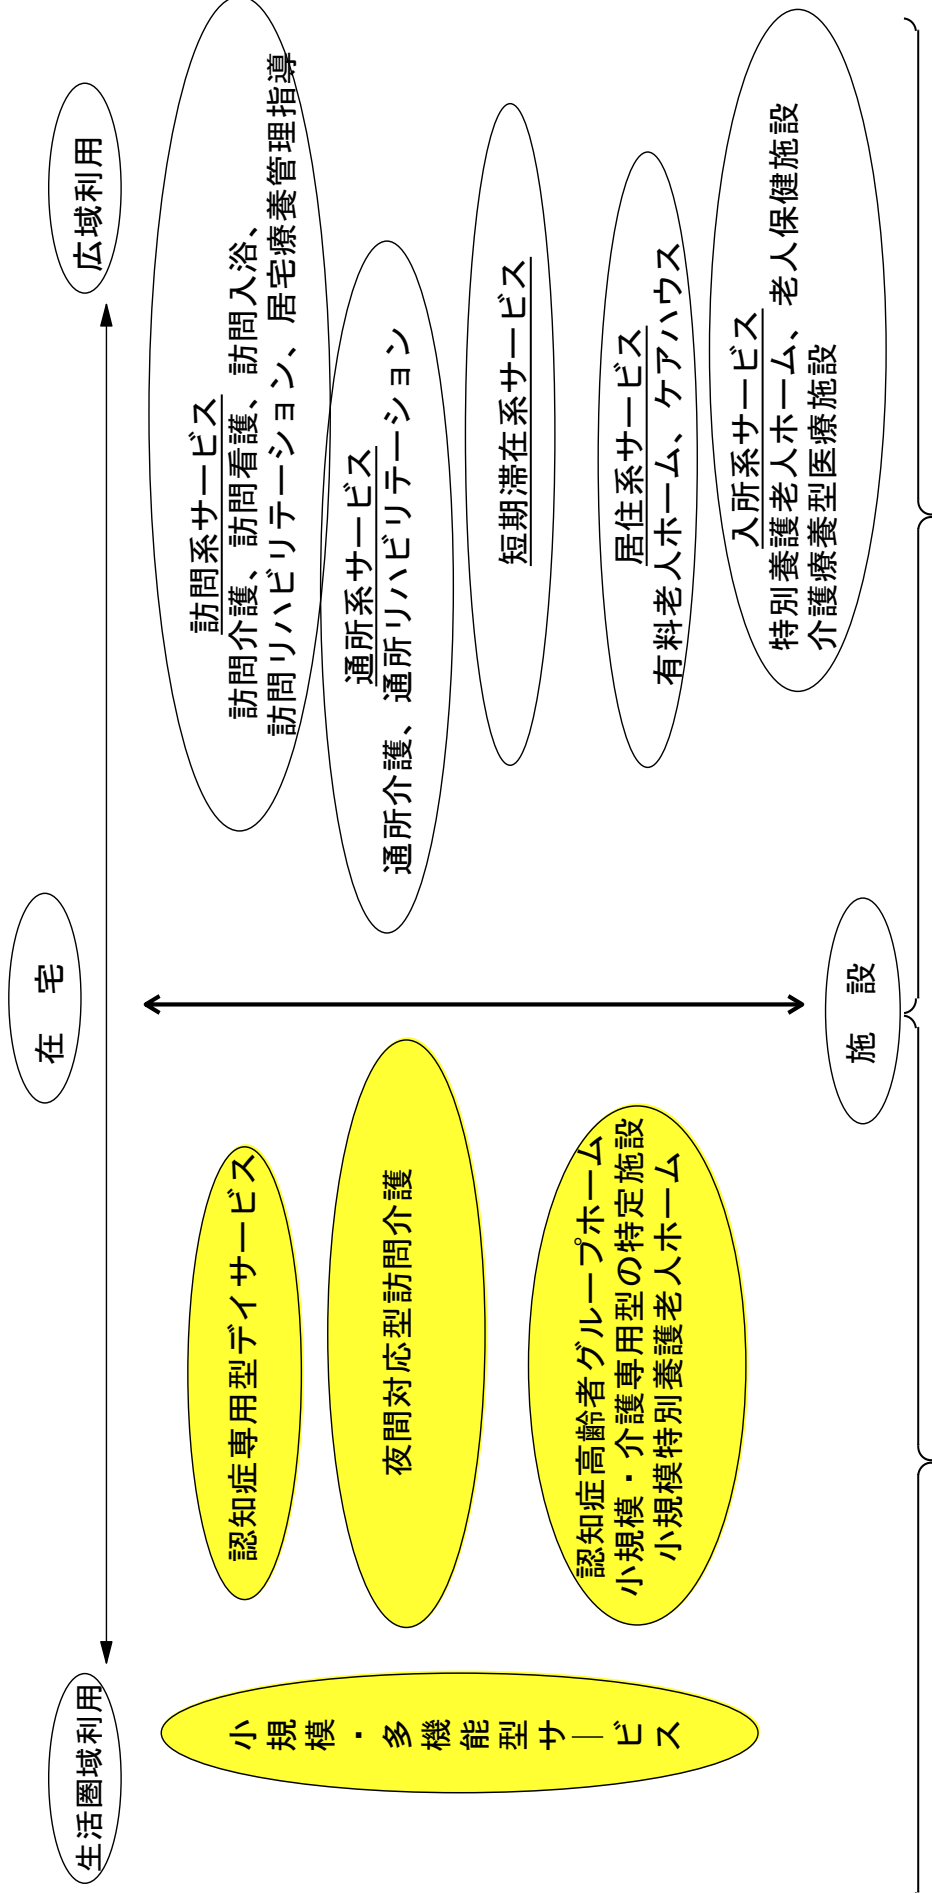 在　宅
生活圏域利用
広域利用
小規模・多機能型サービス
認知症専用型デイサービス
夜間対応型訪問介護
認知症高齢者グループホーム
小規模・介護専用型の特定施設
小規模特別養護老人ホーム
訪問系サービス
訪問介護、訪問看護、訪問入浴、
訪問リハビリテーション、居宅療養管理指導
通所系サービス
通所介護、通所リハビリテーション
短期滞在系サービス
居住系サービス
有料老人ホーム、ケアハウス
入所系サービス
特別養護老人ホーム、老人保健施設
介護療養型医療施設
施　設